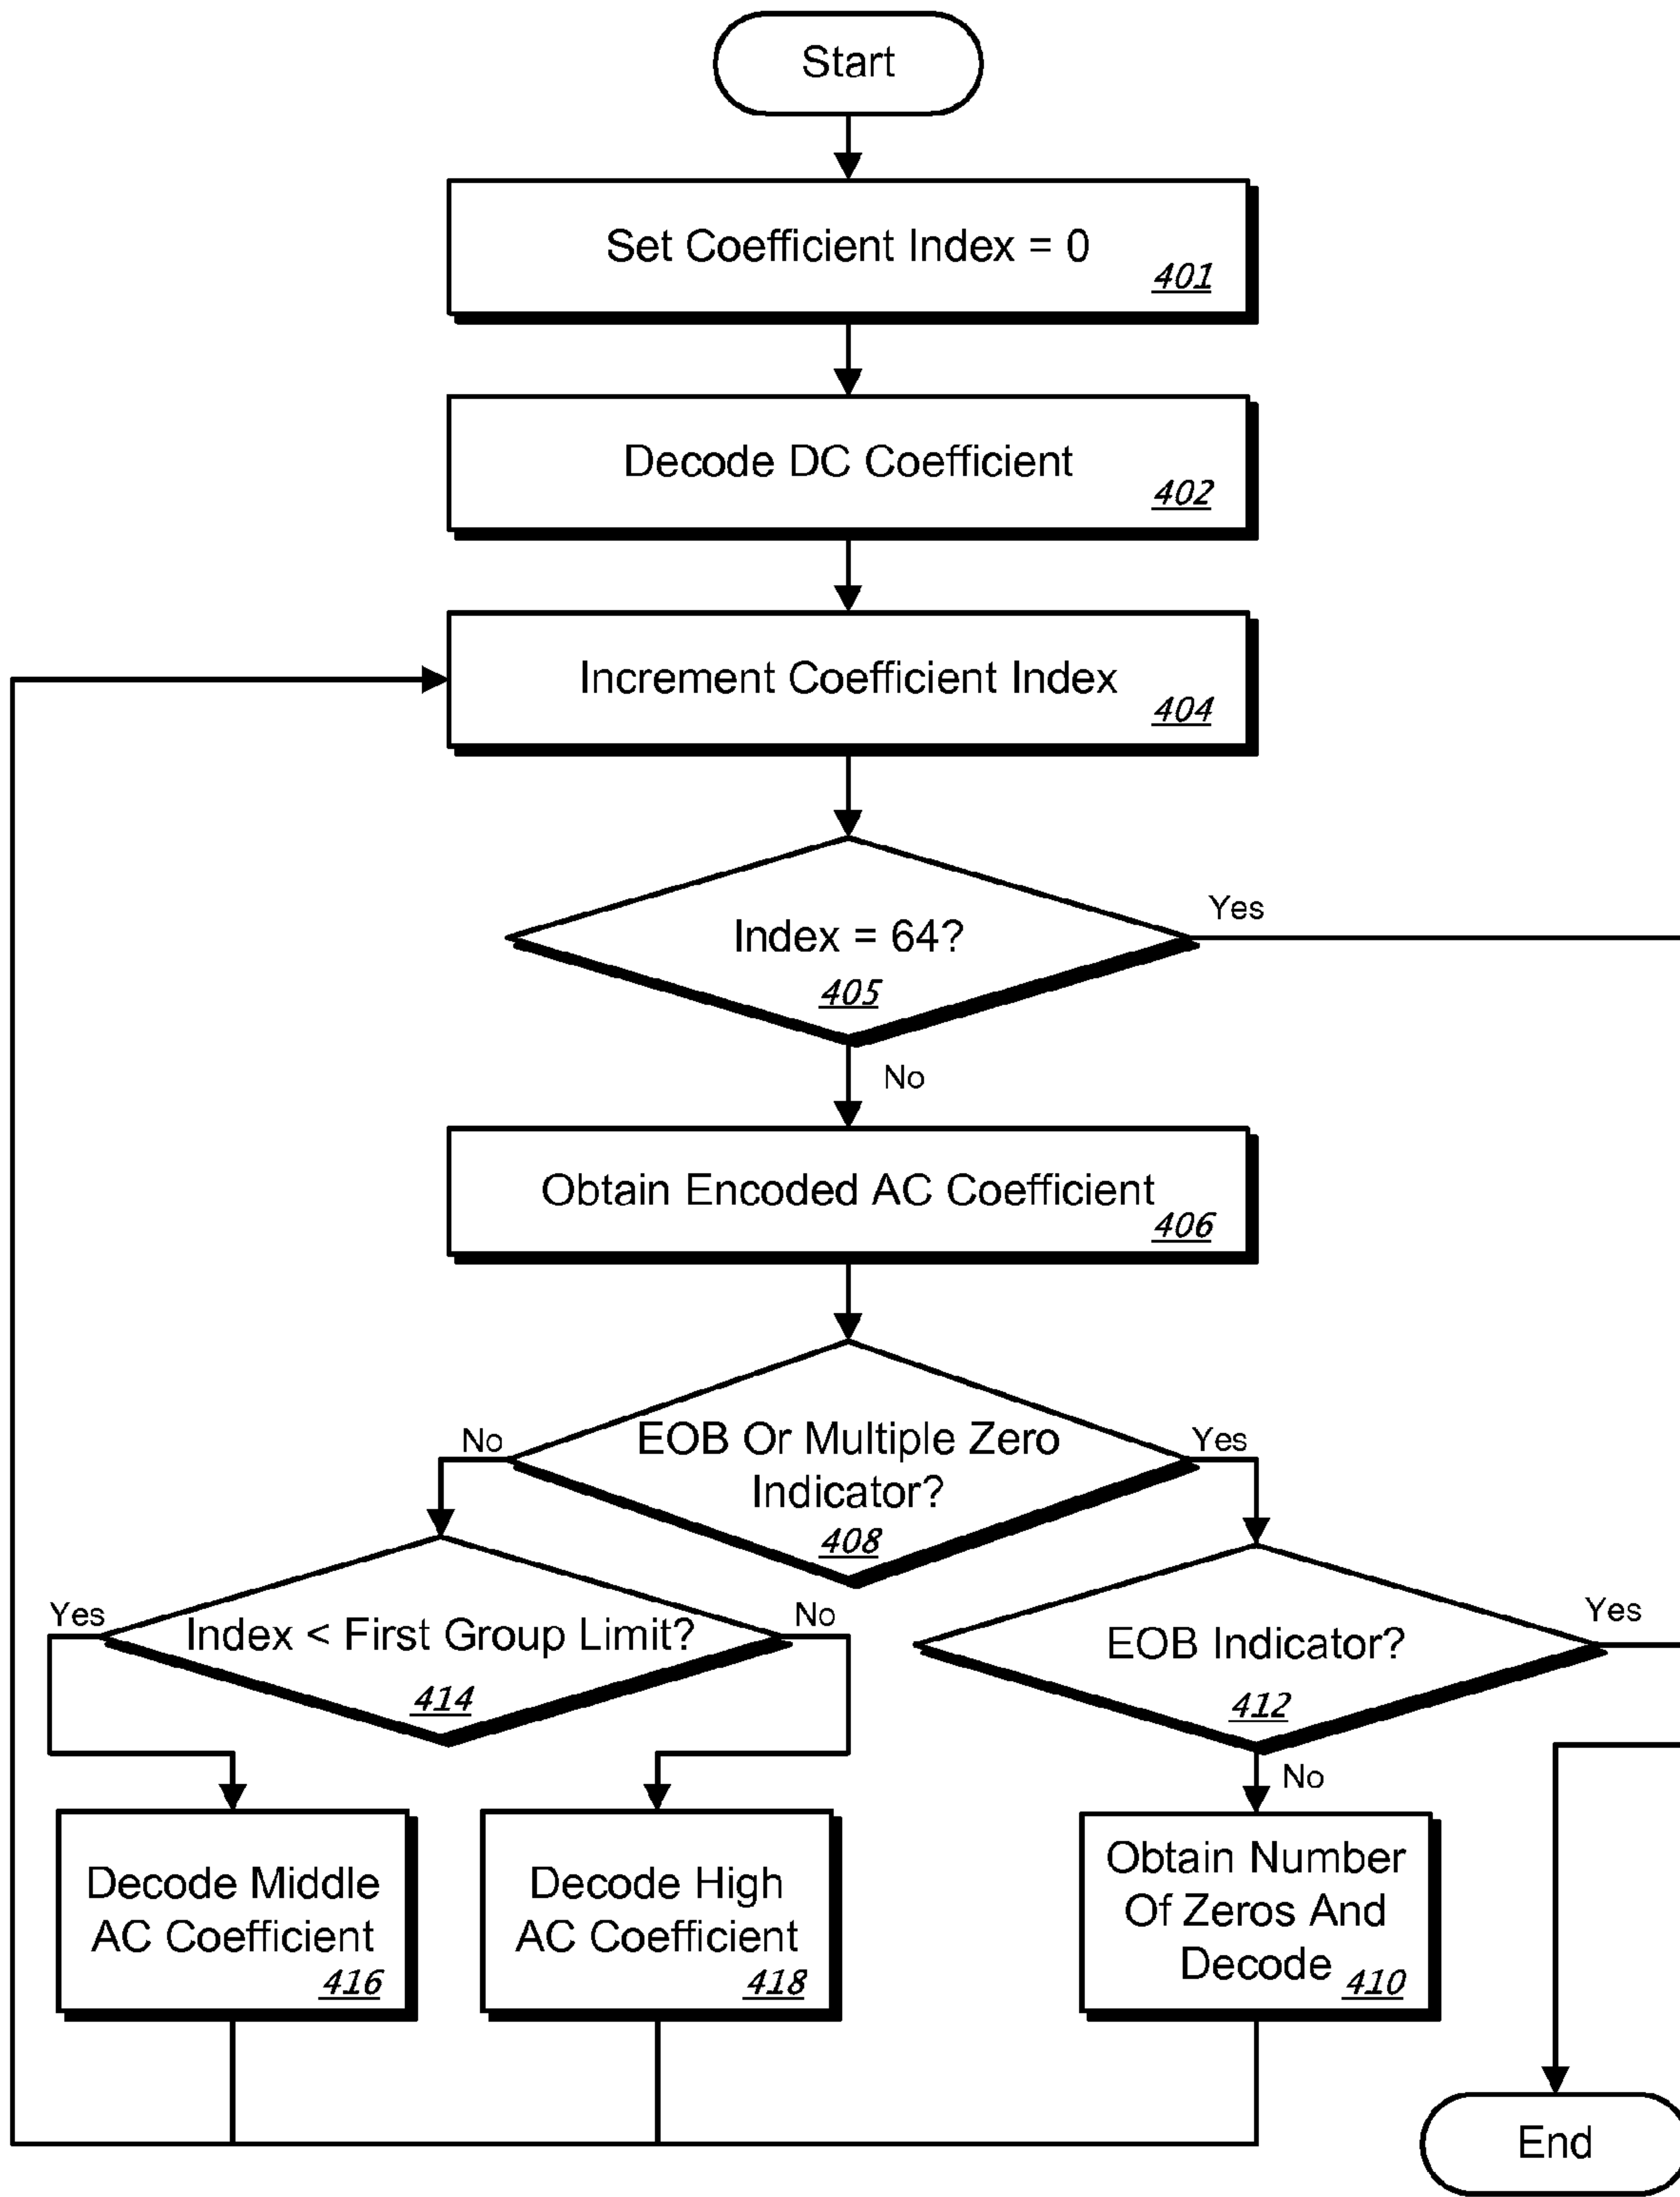 Start
Set Coefficient Index = 0
401
Decode DC Coefficient
402
Increment Coefficient Index
404
Yes
Index = 64?
405
No
Obtain Encoded AC Coefficient
406
No
EOB Or Multiple Zero
Indicator?
408
Yes
Yes
Index < First Group Limit?
414
No
EOB Indicator?
412
Yes
No
Decode Middle
AC Coefficient
416
Decode High
AC Coefficient
418
Obtain Number
Of Zeros And
Decode
410
End